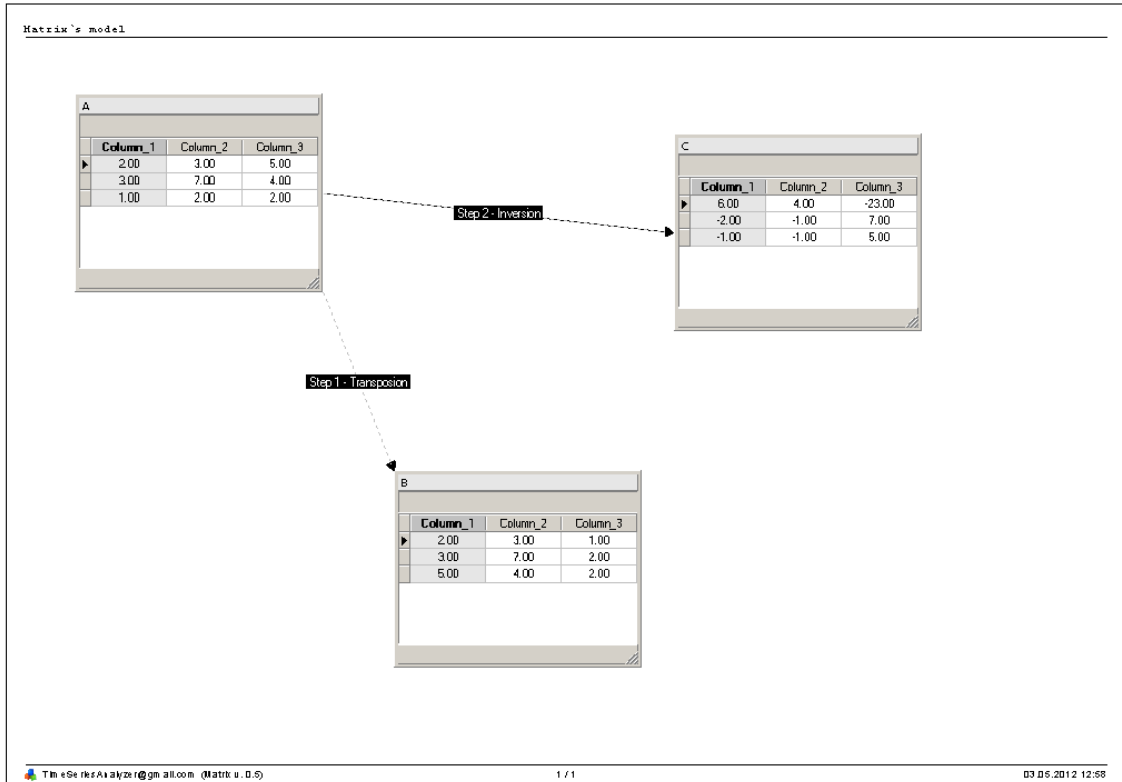 Matrix`s model
A
Column_1 Column_2 Column_3
2.00 3.00 5.00
3.00 7.00 4.00
1.00 2.00 2.00
Step 2 - Inversion
C
Column_1 Column_2 Column_3
6.00 4.00 -23.00
-2.00 -1.00 7.00
-1.00 -1.00 5.00
Step 1 - Transposion
B
Column_1 Column_2 Column_3
2.00 3.00 1.00
3.00 7.00 2.00
5.00 4.00 2.00
TimeSeriesAnalyzer@gmail.com (Matrix v. 0.5) 1 / 1 03.05.2012 12:58